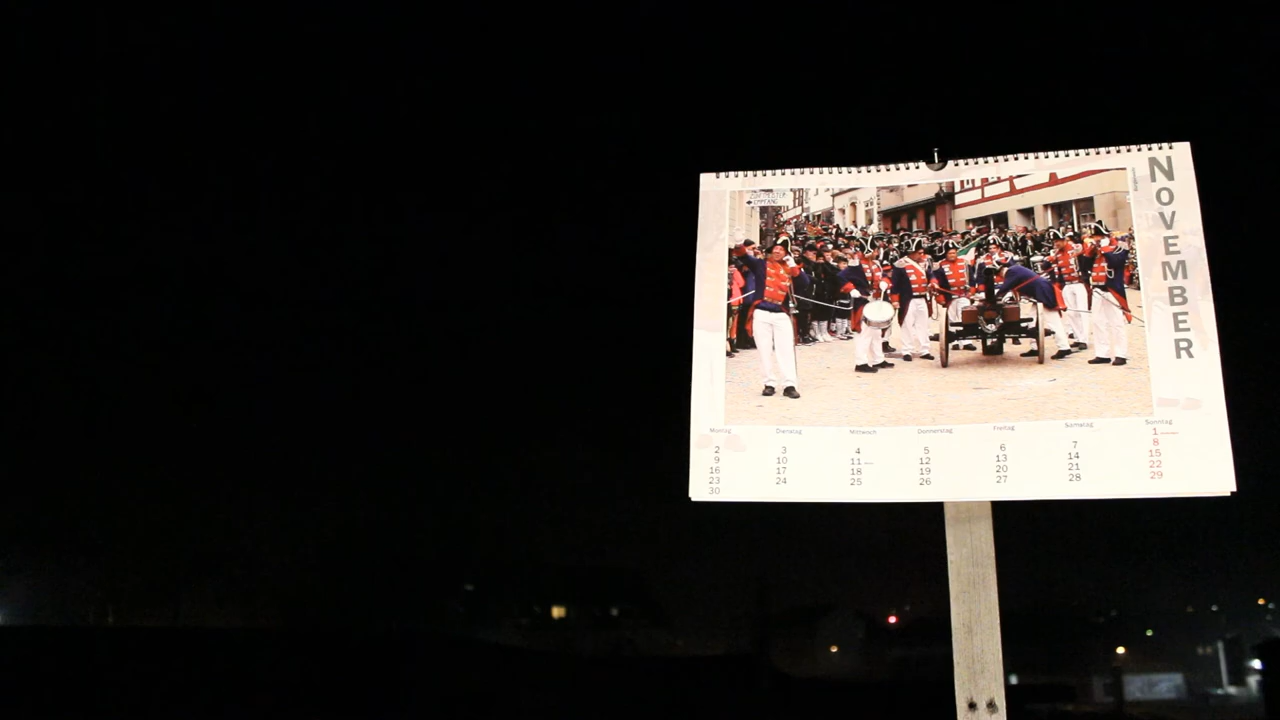 NOVEMBER
EMPFANG
Montag Dienstag Mittwoch Donnerstag Freitag Samstag Sonntag
1
2 3 4 5 6 7 8
9 10 11 12 13 14 15
16 17 18 19 20 21 22
23 24 25 26 27 28 29
30